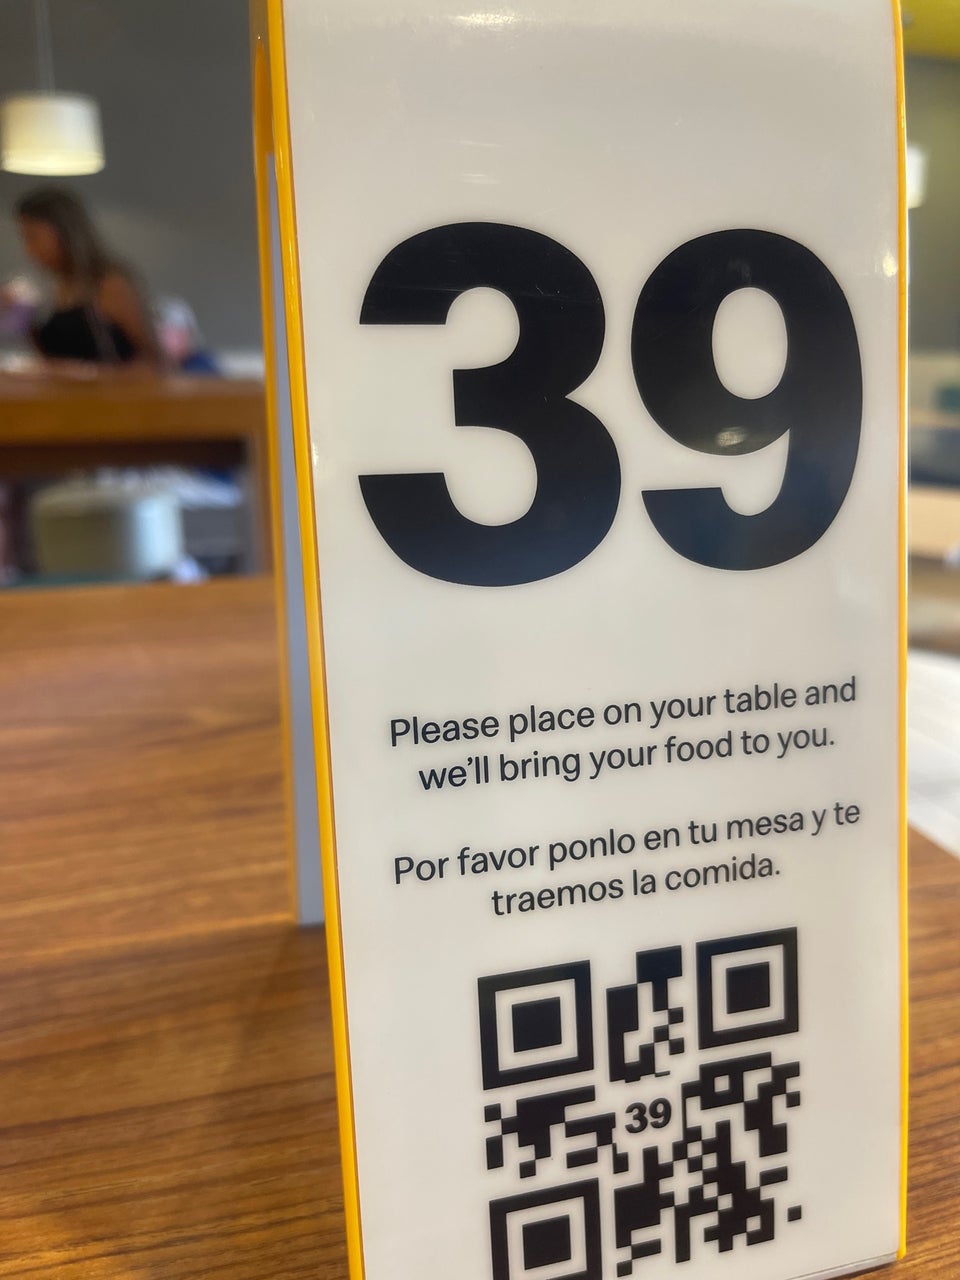 39
Please place on your table and
we'll bring your food to you.
Por favor ponlo en tu mesa y te
traemos la comida.
39